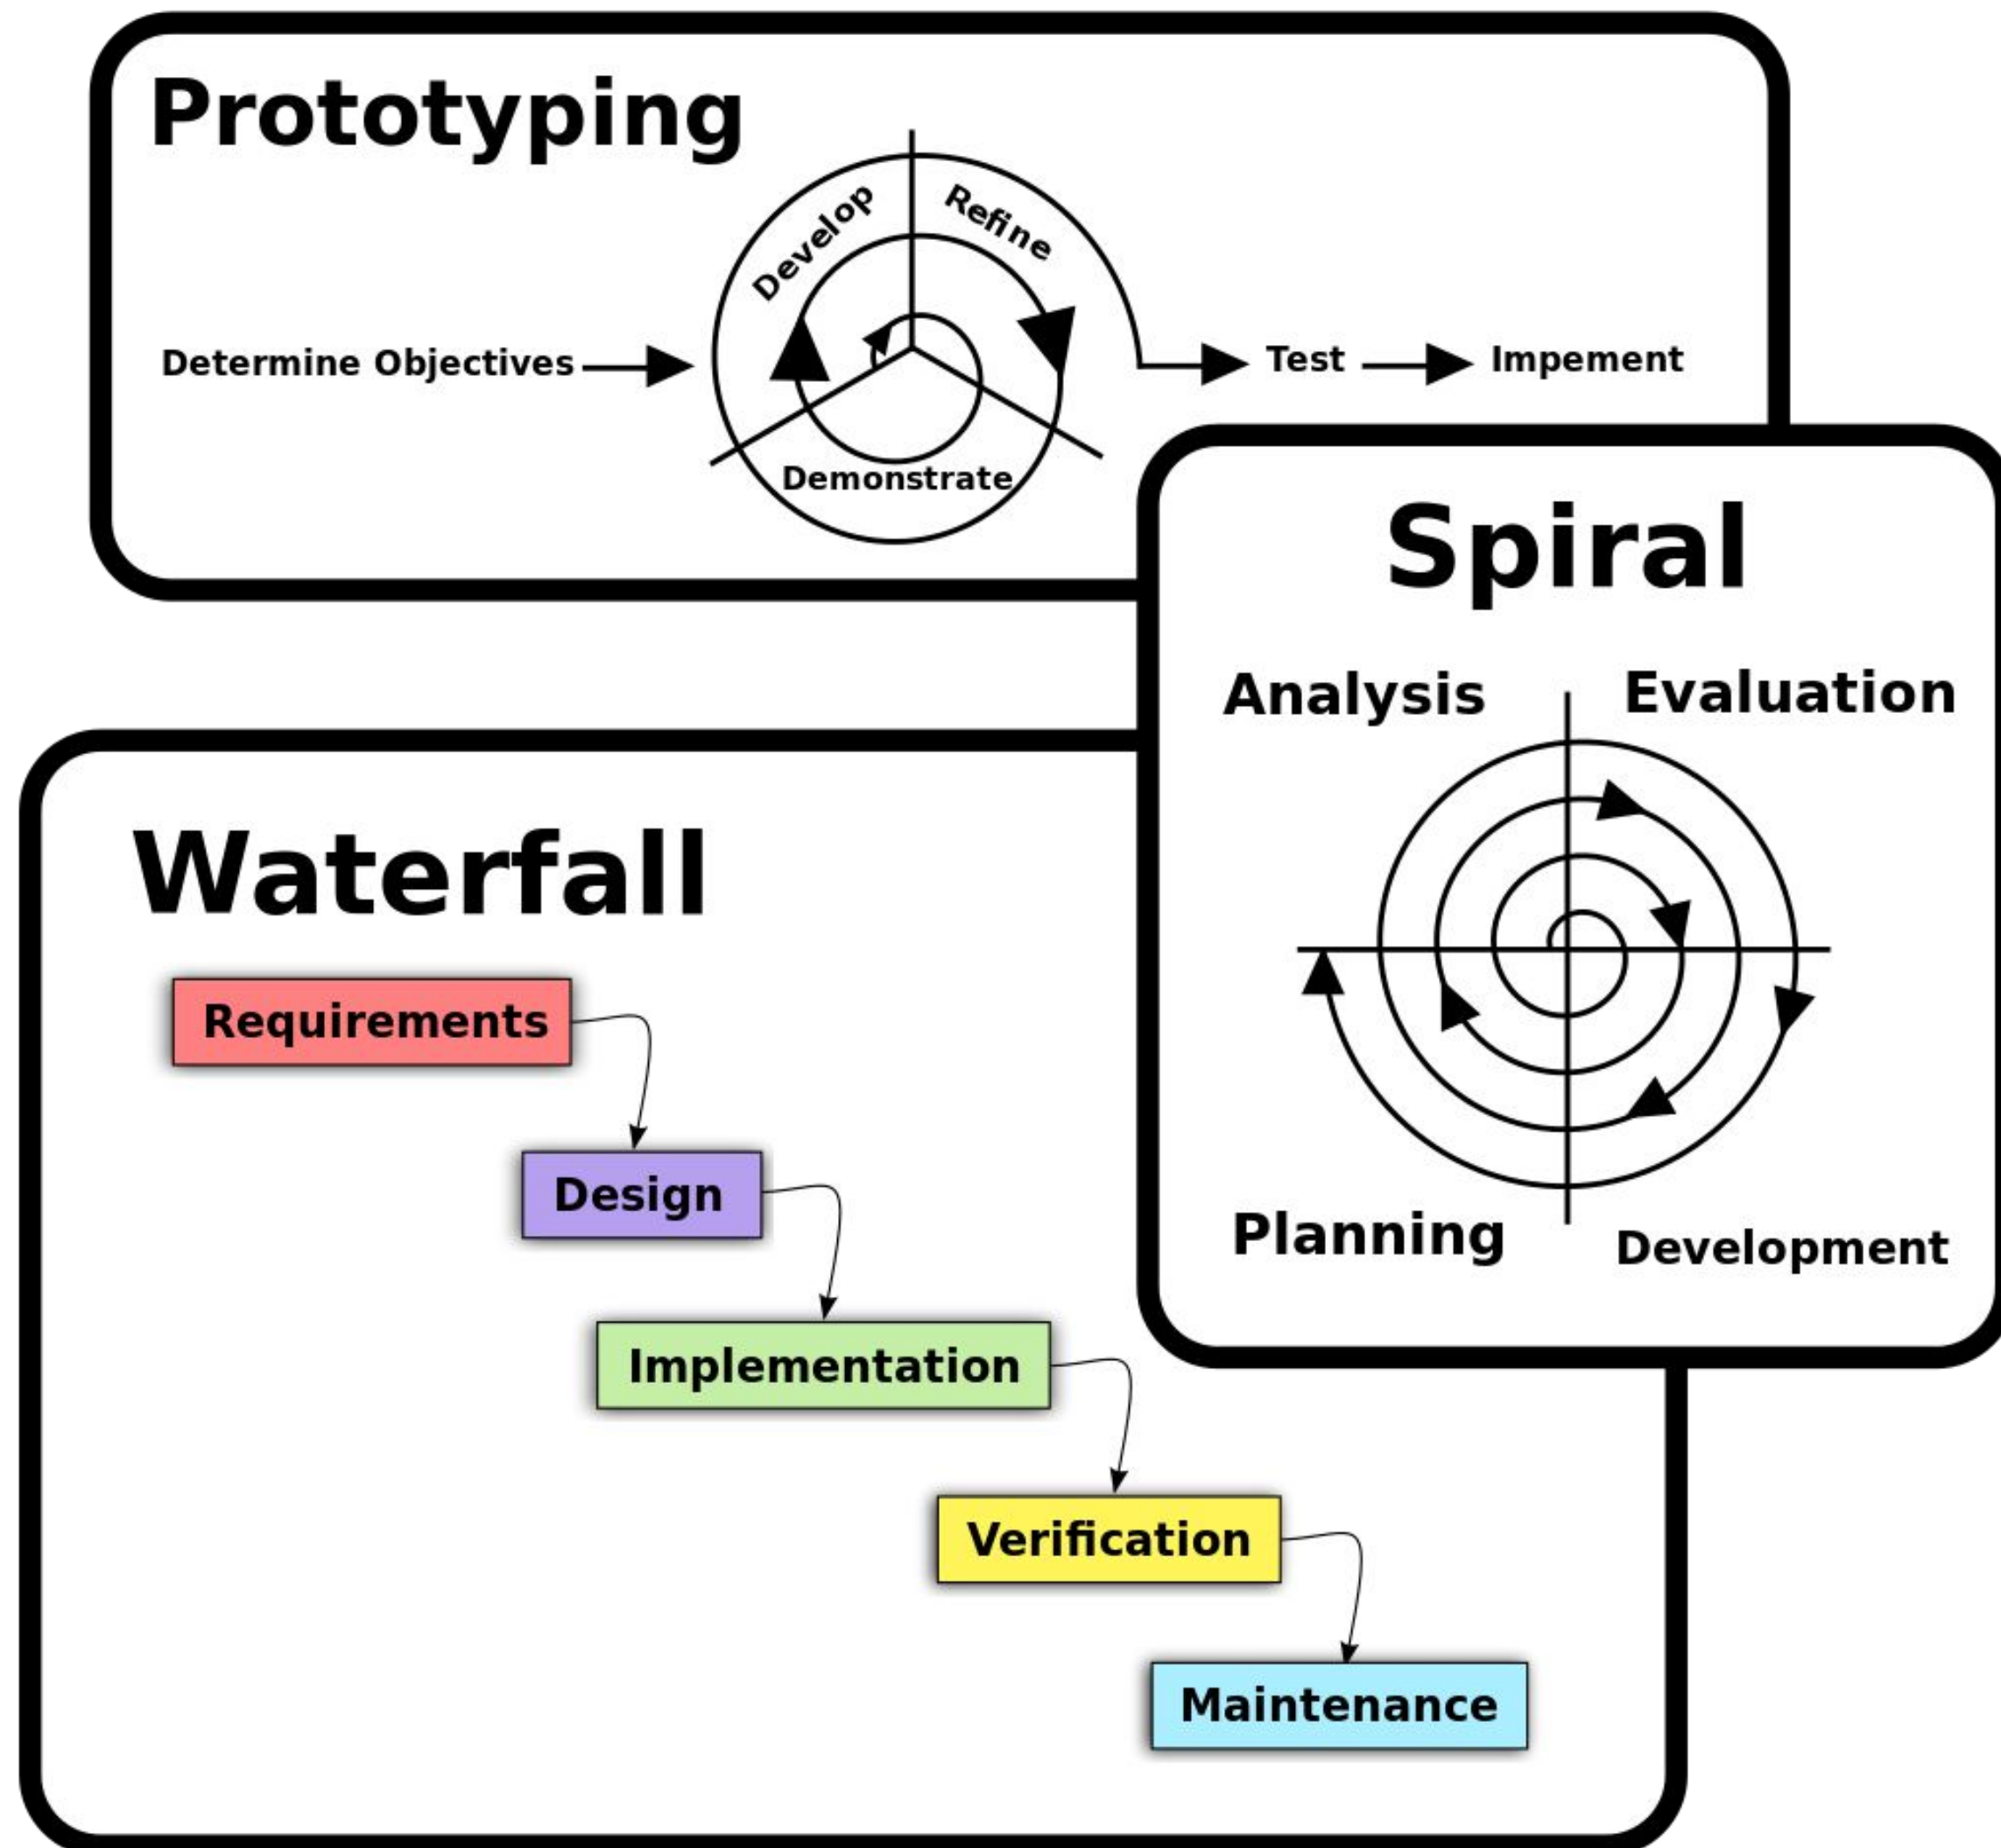 Prototyping
Develop
Refine
Determine Objectives
Test
Impement
Demonstrate
Spiral
Analysis
Evaluation
Planning
Development
Waterfall
Requirements
Design
Implementation
Verification
Maintenance